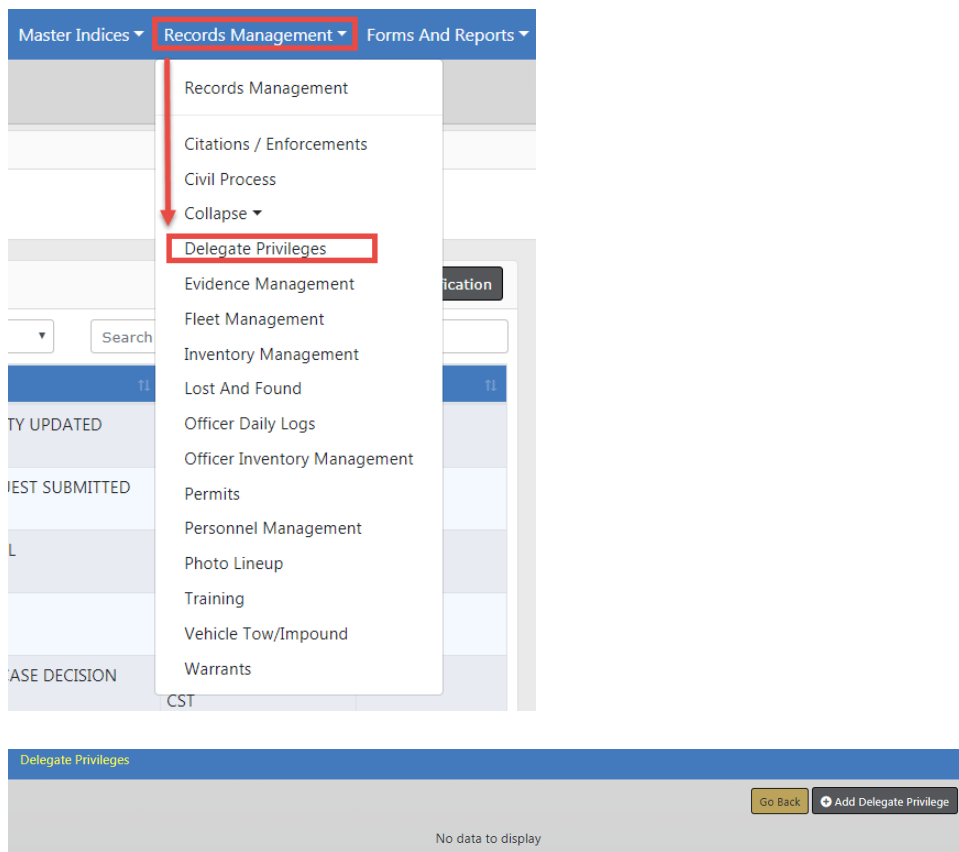 Master Indices Records Management Forms And Reports
Records Management
Citations / Enforcements
Civil Process
Collapse
Delegate Privileges
Evidence Management
ication
Fleet Management
Search
Inventory Management
Lost And Found
TY UPDATED
Officer Daily Logs
Officer Inventory Management
UEST SUBMITTED
Permits
Personnel Management
L
Photo Lineup
Training
Vehicle Tow/Impound
Warrants
CASE DECISION
CST
Delegate Privileges
Go Back Add Delegate Privilege
No data to display